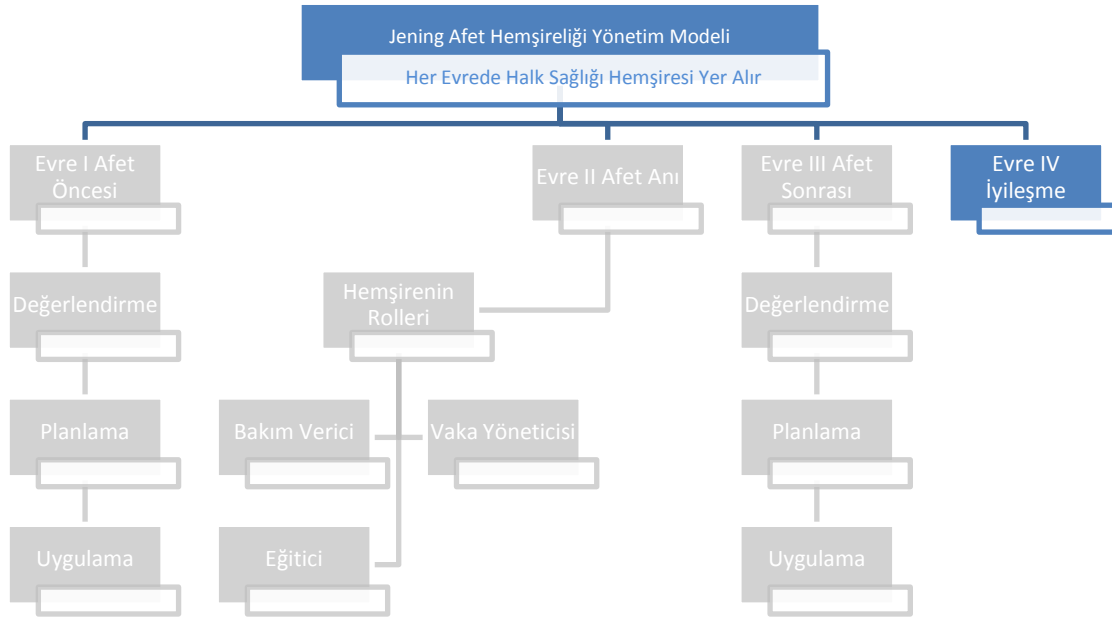 Jening Afet Hemşireliği Yönetim Modeli
Her Evrede Halk Sağlığı Hemşiresi Yer Alır
Evre I Afet
Öncesi
Değerlendirme
Planlama
Uygulama
Evre II Afet Anı
Hemşirenin
Rolleri
Bakım Verici
Vaka Yöneticisi
Eğitici
Evre III Afet
Sonrası
Değerlendirme
Planlama
Uygulama
Evre IV
İyileşme